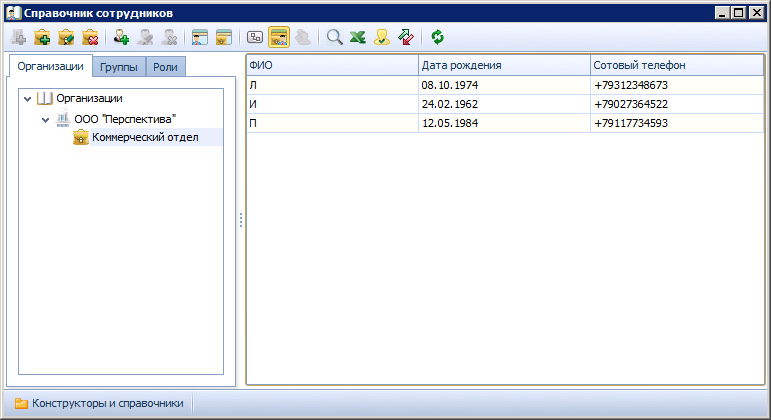 Справочник сотрудников
Организации Группы Роли
Организации
ООО "Перспектива"
Коммерческий отдел
ФИО Дата рождения Сотовый телефон
Л 08.10.1974 +79312348673
И 24.02.1962 +79027364522
П 12.05.1984 +79117734593
Конструкторы и справочники